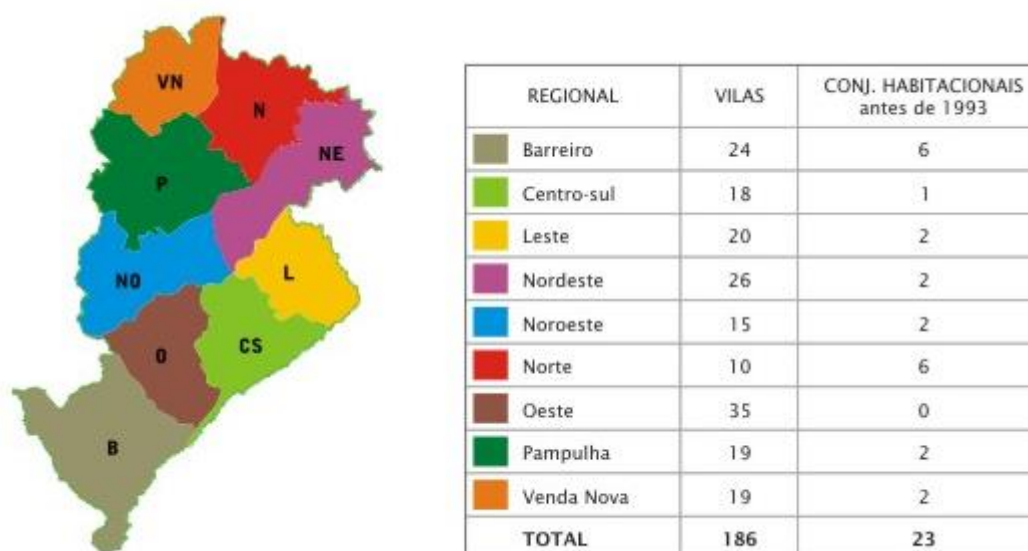 VN
N
NE
P
NO
L
O
CS
B
REGIONAL VILAS CONJ. HABITACIONAIS
antes de 1993
Barreiro 24 6
Centro-sul 18 1
Leste 20 2
Nordeste 26 2
Noroeste 15 2
Norte 10 6
Oeste 35 0
Pampulha 19 2
Venda Nova 19 2
TOTAL 186 23